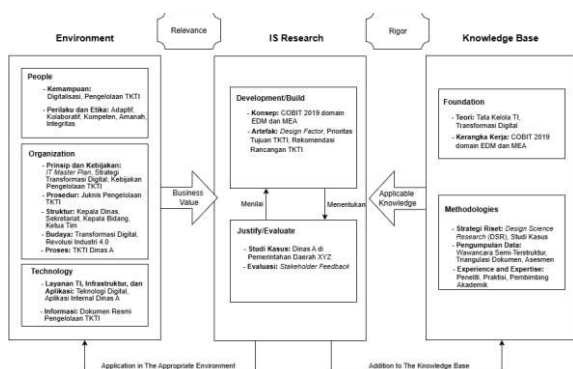 Relevance
Rigor
Environment
IS Research
Knowledge Base
People
- Kemampuan:
Digitalisasi, Pengelolaan TKTI
- Perilaku dan Etika: Adaptif,
Kolaboratif, Kompeten, Amanah,
Integritas
Organization
- Prinsip dan Kebijakan:
IT Master Plan, Strategi
Transformasi Digital, Kebijakan
Pengelolaan TKTI
- Prosedur: Juknis Pengelolaan
TKTI
- Struktur: Kepala Dinas,
Sekretariat, Kepala Bidang,
Ketua Tim
- Budaya: Transformasi Digital,
Revolusi Industri 4.0
- Proses: TKTI Dinas A
Technology
- Layanan TI, Infrastruktur, dan
Aplikasi: Teknologi Digital,
Aplikasi Internal Dinas A
- Informasi: Dokumen Resmi
Pengelolaan TKTI
Business
Value
Development/Build
- Konsep: COBIT 2019 domain
EDM dan MEA
- Artefak: Design Factor, Prioritas
Tujuan TKTI, Rekomendasi
Rancangan TKTI
Menilai
Menentukan
Justify/Evaluate
- Studi Kasus: Dinas A di
Pemerintahan Daerah XYZ
- Evaluasi: Stakeholder Feedback
Applicable
Knowledge
Foundation
- Teori: Tata Kelola TI,
Transformasi Digital
- Kerangka Kerja: COBIT 2019
domain EDM dan MEA
Methodologies
- Strategi Riset: Design Science
Research (DSR), Studi Kasus
- Pengumpulan Data:
Wawancara Semi-Terstruktur,
Triangulasi Dokumen, Asesmen
- Experience and Expertise:
Peneliti, Praktisi, Pembimbing
Akademik
Application in The Appropriate Environment
Addition to The Knowledge Base